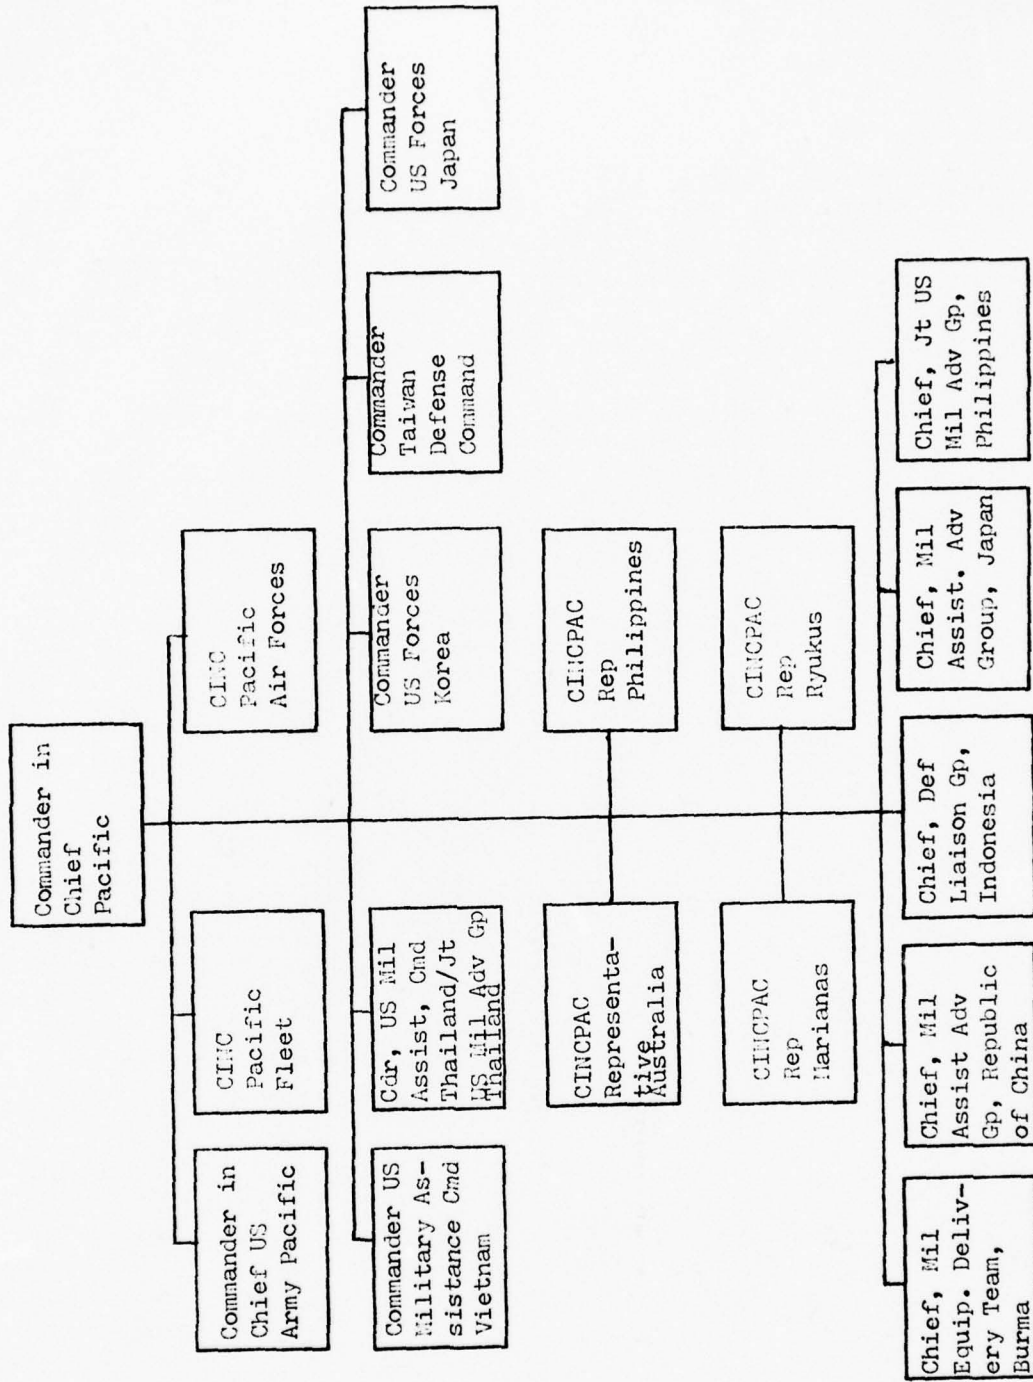 Commander in
Chief
Pacific
Commander in
Chief US
Army Pacific
CINC
Pacific
Fleet
CINC
Pacific
Air Forces
Commander US
Military As-
sistance Cmd
Vietnam
Cdr, US Mil
Assist, Cmd
Thailand/Jt
US Mil Adv Gp
Thailand
Commander
US Forces
Korea
Commander
Taiwan
Defense
Command
Commander
US Forces
Japan
CINCPAC
Representa-
tive
Australia
CINCPAC
Rep
Philippines
CINCPAC
Rep
Marianas
CINCPAC
Rep
Ryukus
Chief, Mil
Equip. Deliv-
ery Team,
Burma
Chief, Mil
Assist Adv
Gp, Republic
of China
Chief, Def
Liaison Gp,
Indonesia
Chief, Mil
Assist. Adv
Group, Japan
Chief, Jt US
Mil Adv Gp,
Philippines